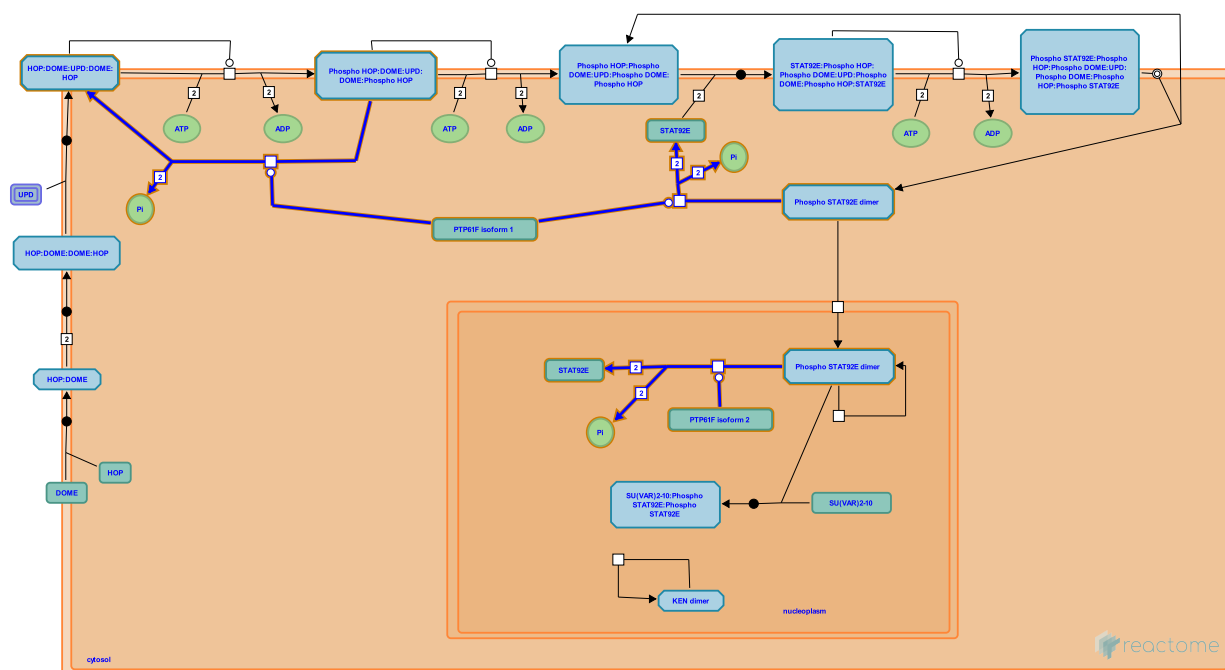 HOP:DOME:UPD:DOME:
HOP
Phospho HOP:DOME:UPD:
DOME:Phospho HOP
Phospho HOP:Phospho
DOME:UPD:Phospho DOME:
Phospho HOP
STAT92E:Phospho HOP:
Phospho DOME:UPD:Phospho
DOME:Phospho HOP:STAT92E
Phospho STAT92E:Phospho
HOP:Phospho DOME:UPD:
Phospho DOME:Phospho
HOP:Phospho STAT92E
2
2
2
2
2
2
2
ATP
ADP
ATP
ADP
STAT92E
ATP
ADP
2
2
Pi
2
UPD
Pi
Phospho STAT92E dimer
PTP61F isoform 1
HOP:DOME:DOME:HOP
2
HOP:DOME
HOP
DOME
STAT92E
2
Phospho STAT92E dimer
2
Pi
PTP61F isoform 2
SU(VAR)2-10:Phospho
STAT92E:Phospho
STAT92E
SU(VAR)2-10
KEN dimer
nucleoplasm
cytosol
reactome